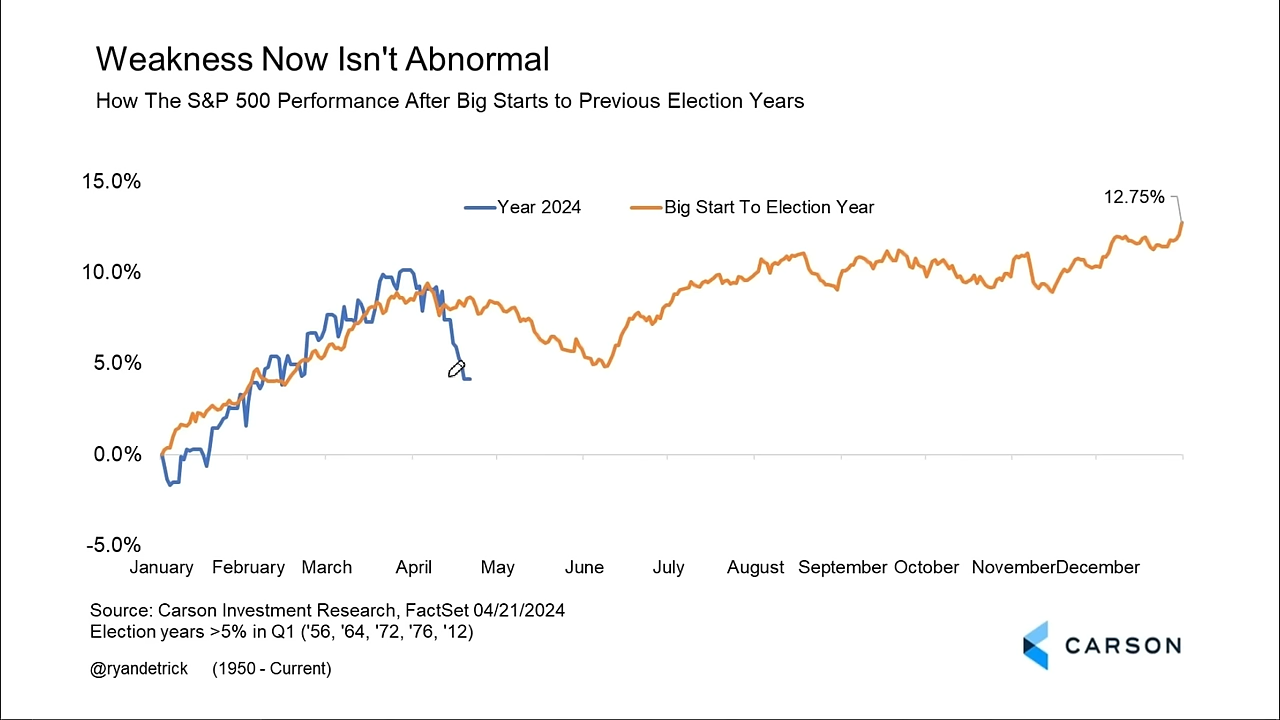 Weakness Now Isn't Abnormal
How The S&P 500 Performance After Big Starts to Previous Election Years
15.0%
Year 2024
Big Start To Election Year
12.75%
10.0%
5.0%
0.0%
-5.0%
January February March April May June July August September October November December
Source: Carson Investment Research, FactSet 04/21/2024
Election years >5% in Q1 ('56, '64, '72, '76, '12)
@ryandetrick (1950 - Current)
CARSON